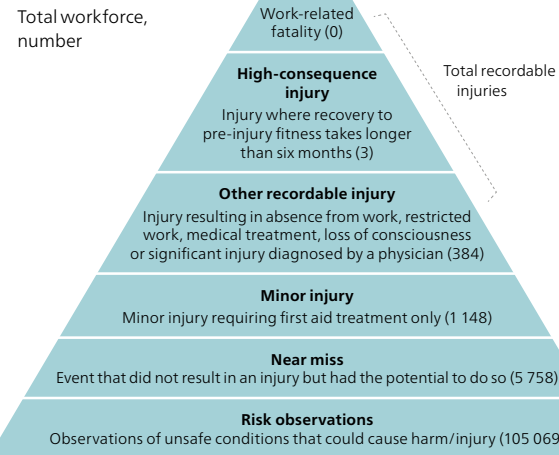 Total workforce,
number
Work-related
fatality (0)
Total recordable
injuries
High-consequence
injury
Injury where recovery to
pre-injury fitness takes longer
than six months (3)
Other recordable injury
Injury resulting in absence from work, restricted
work, medical treatment, loss of consciousness
or significant injury diagnosed by a physician (384)
Minor injury
Minor injury requiring first aid treatment only (1 148)
Near miss
Event that did not result in an injury but had the potential to do so (5 758)
Risk observations
Observations of unsafe conditions that could cause harm/injury (105 069